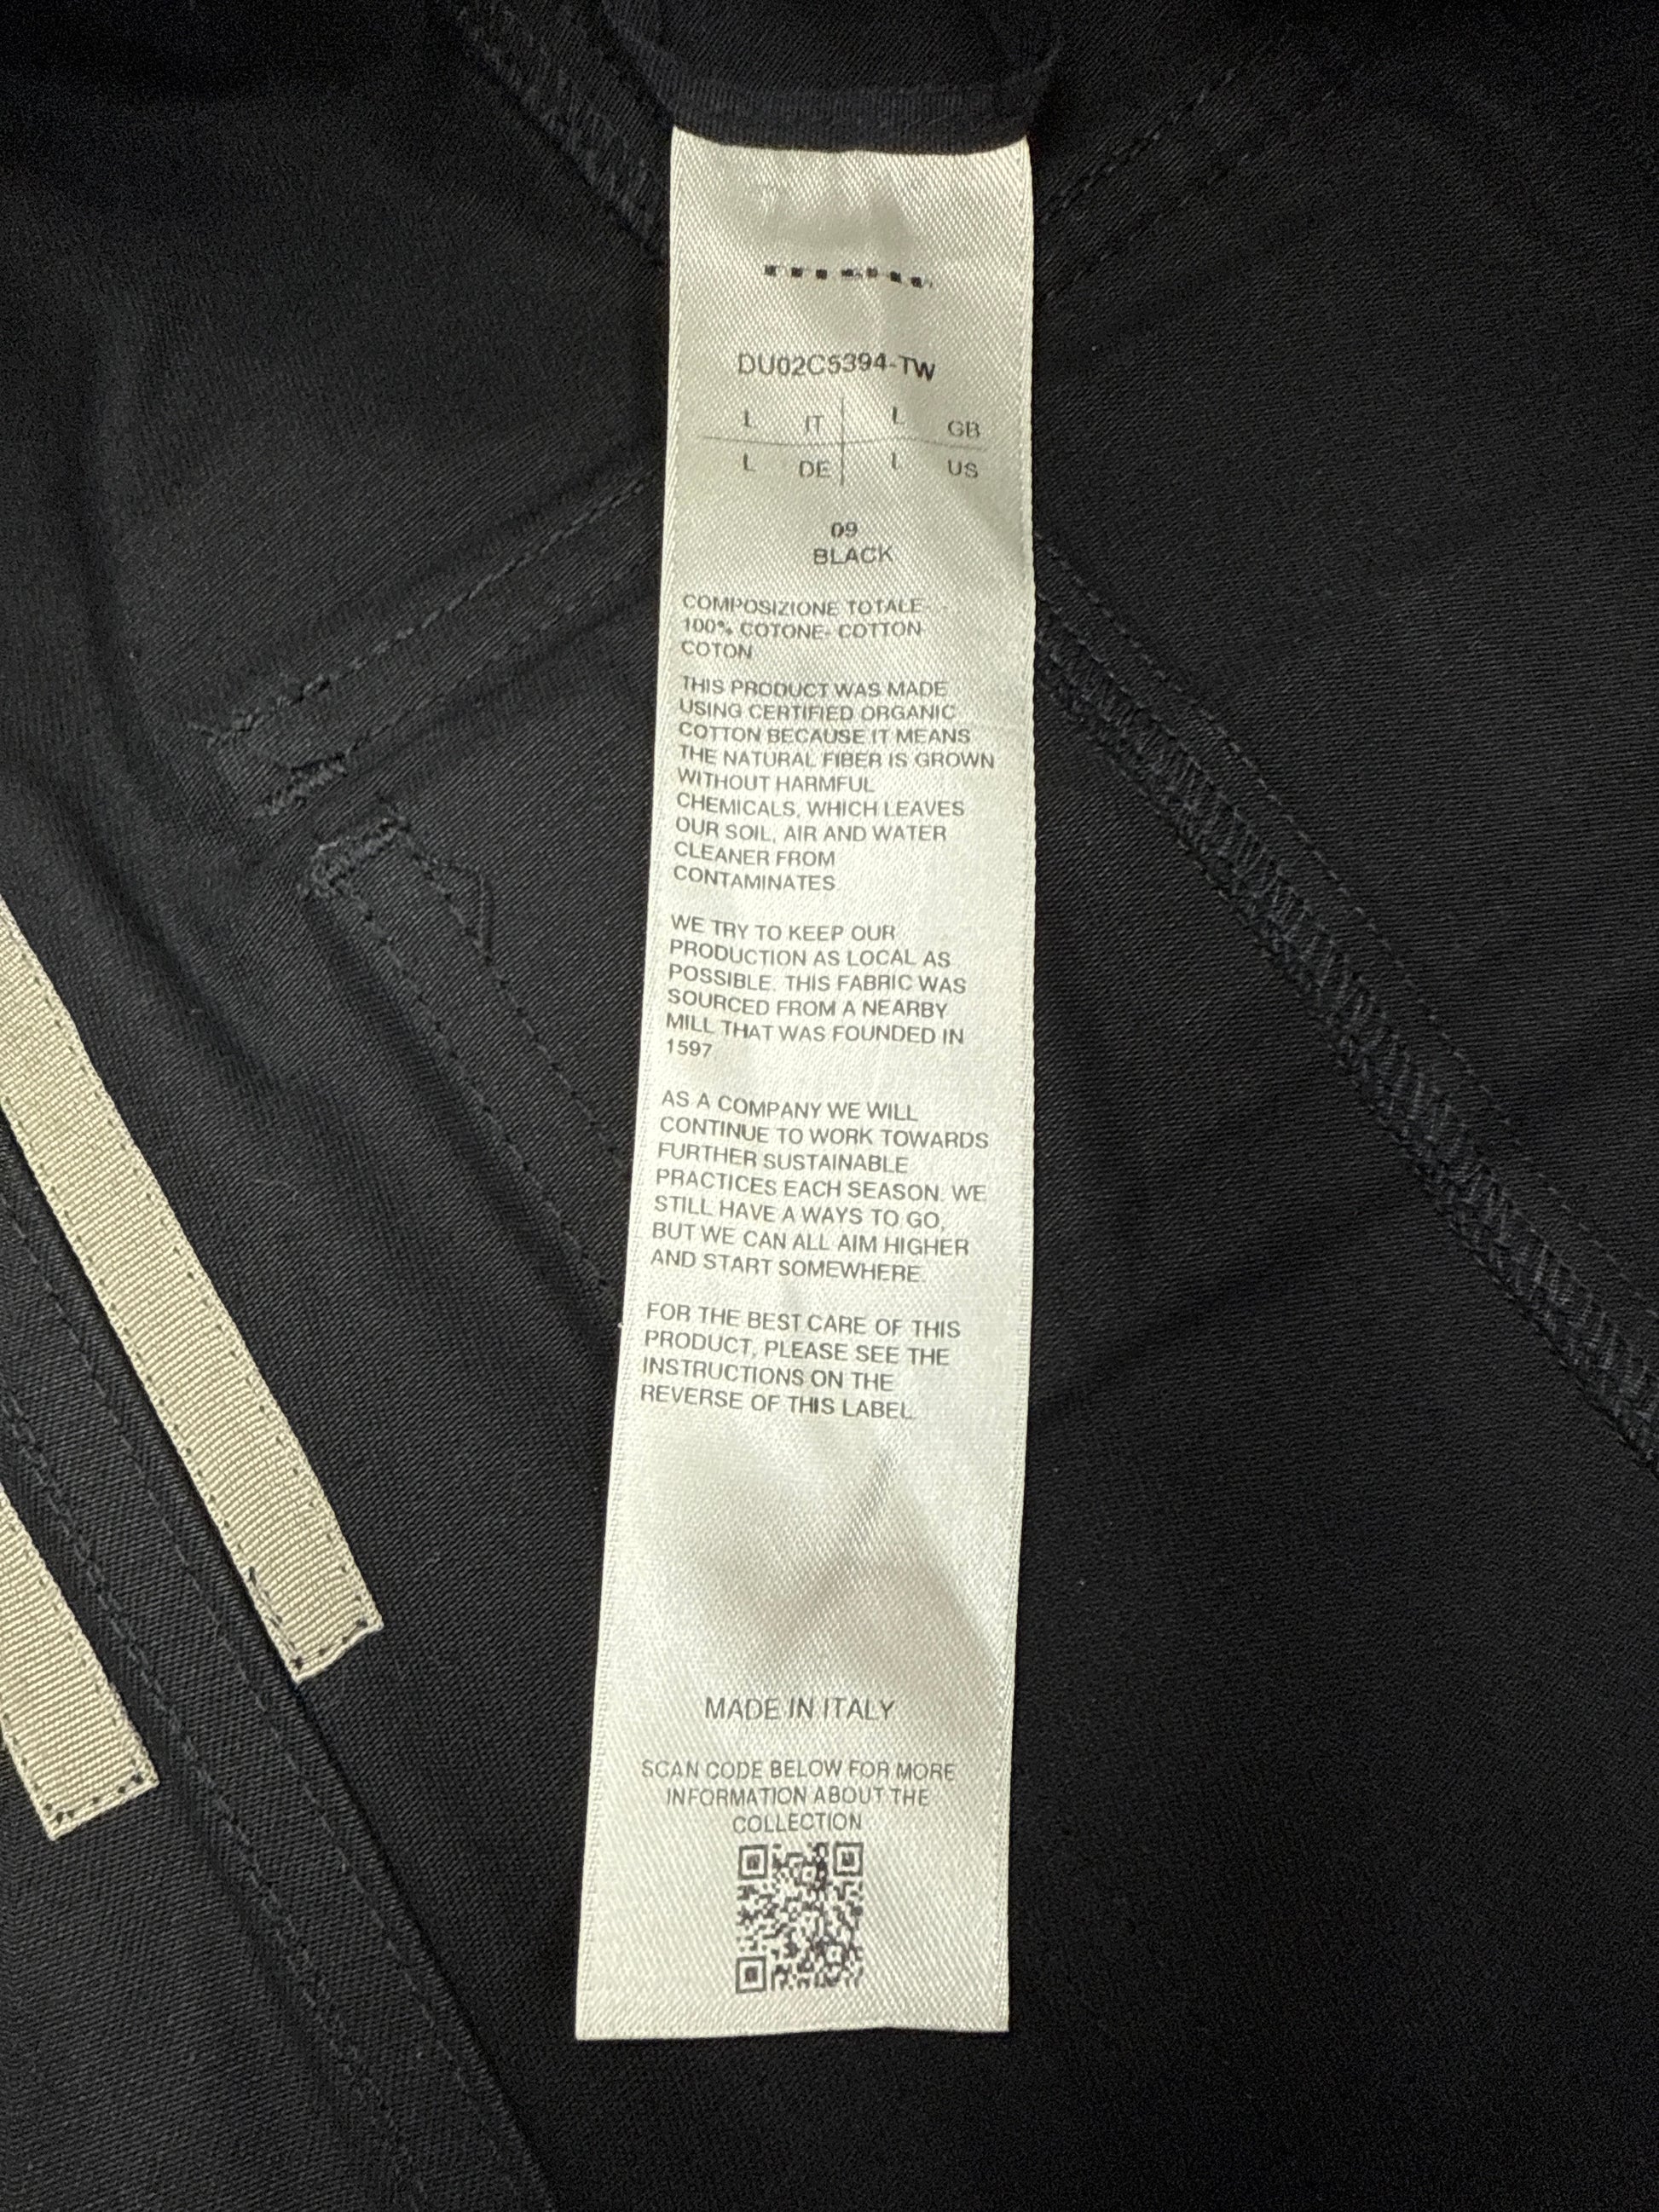 DU02C5394-TW
L IT L GB
L DE L US
09
BLACK
COMPOSIZIONE TOTALE-
100% COTONE- COTTON-
COTON
THIS PRODUCT WAS MADE
USING CERTIFIED ORGANIC
COTTON BECAUSE IT MEANS
THE NATURAL FIBER IS GROWN
WITHOUT HARMFUL
CHEMICALS, WHICH LEAVES
OUR SOIL, AIR AND WATER
CLEANER FROM
CONTAMINATES
WE TRY TO KEEP OUR
PRODUCTION AS LOCAL AS
POSSIBLE. THIS FABRIC WAS
SOURCED FROM A NEARBY
MILL THAT WAS FOUNDED IN
1597.
AS A COMPANY WE WILL
CONTINUE TO WORK TOWARDS
FURTHER SUSTAINABLE
PRACTICES EACH SEASON. WE
STILL HAVE A WAYS TO GO,
BUT WE CAN ALL AIM HIGHER
AND START SOMEWHERE.
FOR THE BEST CARE OF THIS
PRODUCT, PLEASE SEE THE
INSTRUCTIONS ON THE
REVERSE OF THIS LABEL.
MADE IN ITALY
SCAN CODE BELOW FOR MORE
INFORMATION ABOUT THE
COLLECTION